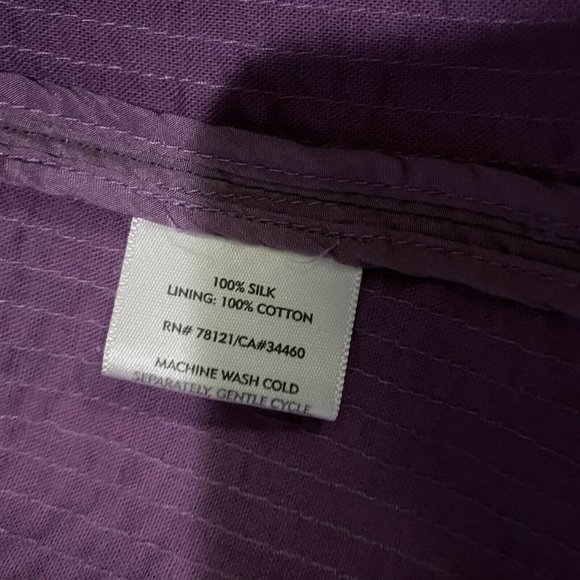 100% SILK
LINING: 100% COTTON
RN# 78121/CA#34460
MACHINE WASH COLD
SEPARATELY, GENTLE CYCLE.